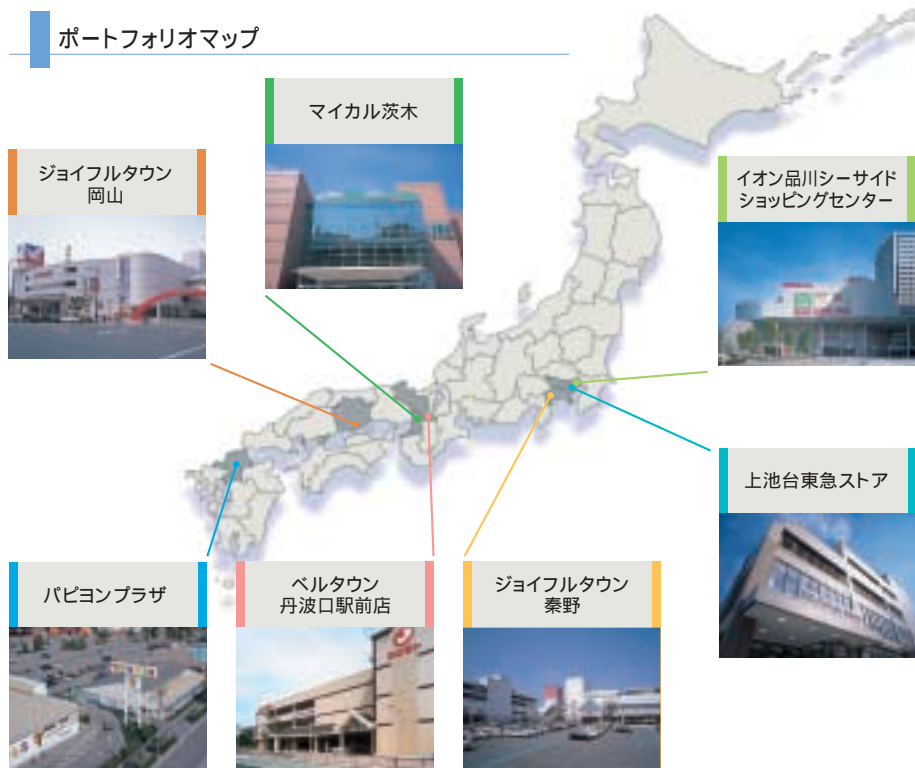 ポートフォリオマップ
マイカル茨木
ジョイフルタウン
岡山
イオン品川シーサイド
ショッピングセンター
上池台東急ストア
パピヨンプラザ
ベルタウン
丹波口駅前店
ジョイフルタウン
秦野